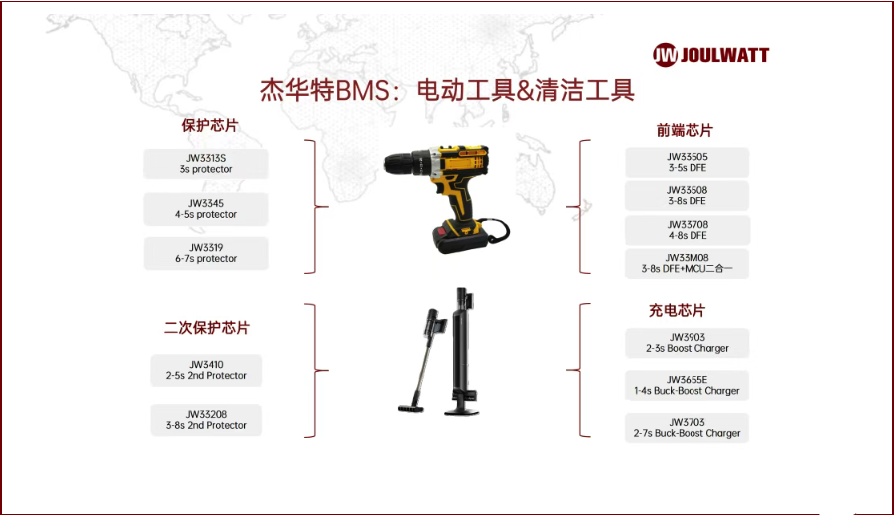 JW JOULWATT
杰华特BMS：电动工具&清洁工具
保护芯片
JW3313S
3s protector
JW3345
4-5s protector
JW3319
6-7s protector
前端芯片
JW33505
3-5s DFE
JW33508
3-8s DFE
JW33708
4-8s DFE
JW33M08
3-8s DFE+MCU二合一
二次保护芯片
JW3410
2-5s 2nd Protector
JW33208
3-8s 2nd Protector
充电芯片
JW3903
2-3s Boost Charger
JW3655E
1-4s Buck-Boost Charger
JW3703
2-7s Buck-Boost Charger